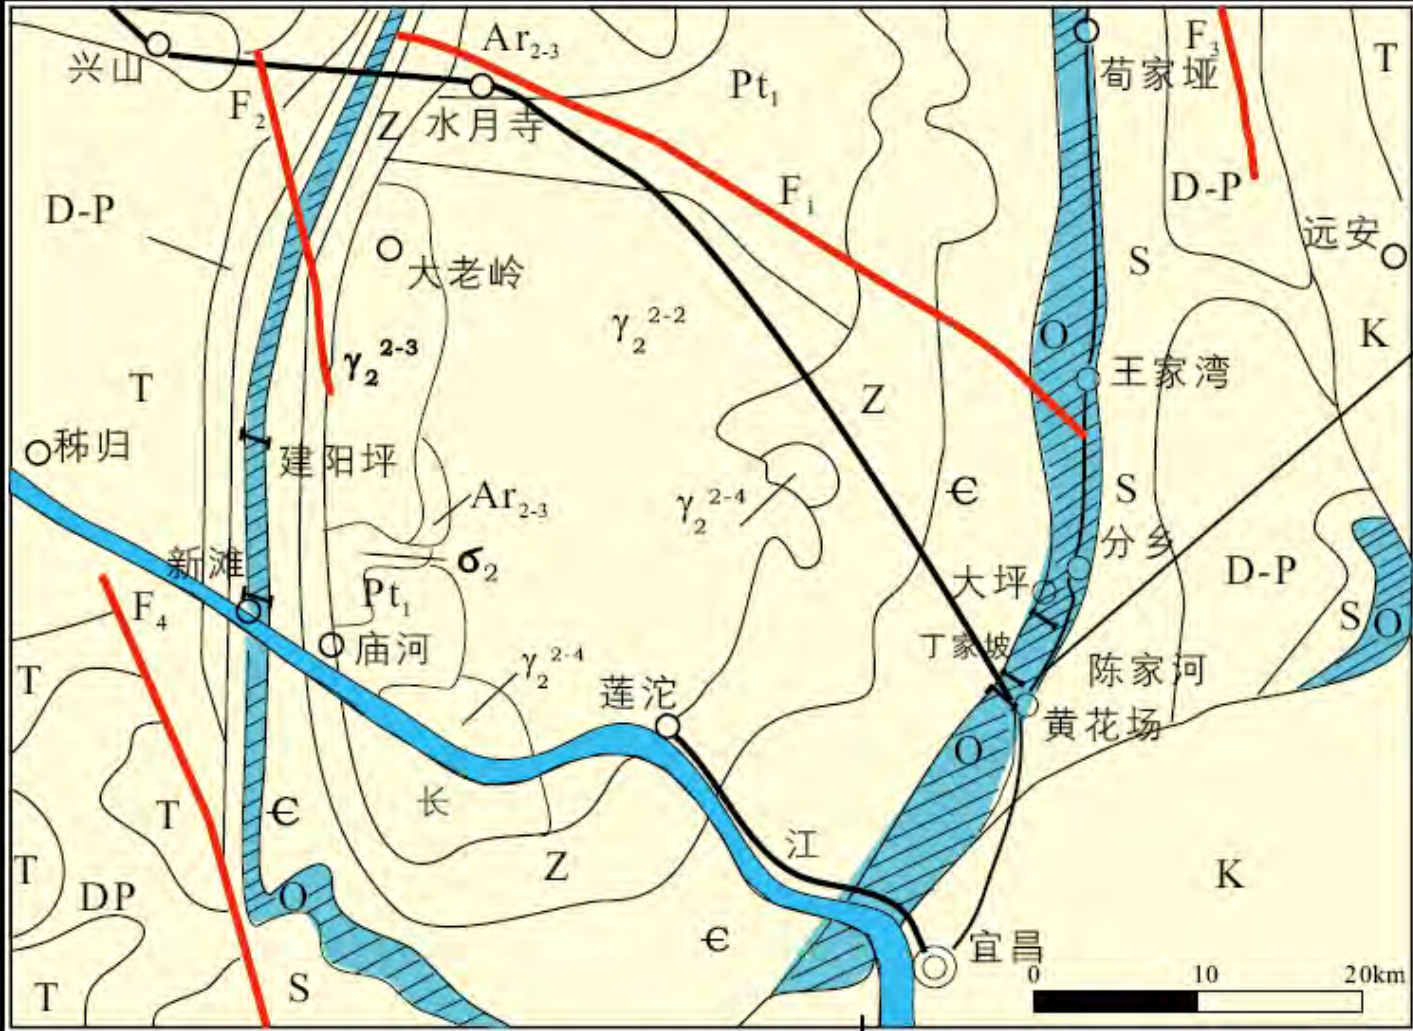 兴山
F2
Ar2-3
水月寺
Z
Pt1
荀家垭
F3
T
D-P
大老岭
F1
D-P
S
远安
γ2 2-2
γ2 2-3
O
K
王家湾
T
Z
秭归
建阳坪
Ar2-3
γ2 2-4
Є
S
新滩
σ2
分乡
大坪
D-P
F4
Pt1
S
O
庙河
丁家坡
T
γ2 2-4
莲沱
陈家河
黄花场
O
长
T
Є
江
T
Z
K
DP
O
Є
宜昌
T
S
0 10 20km